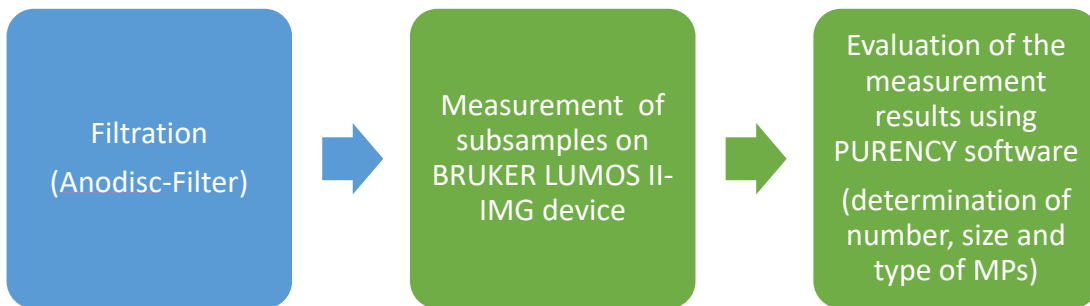 Filtration
(Anodisc-Filter)
Measurement of
subsamples on
BRUKER LUMOS II-
IMG device
Evaluation of the
measurement
results using
PURENCY software
(determination of
number, size and
type of MPs)